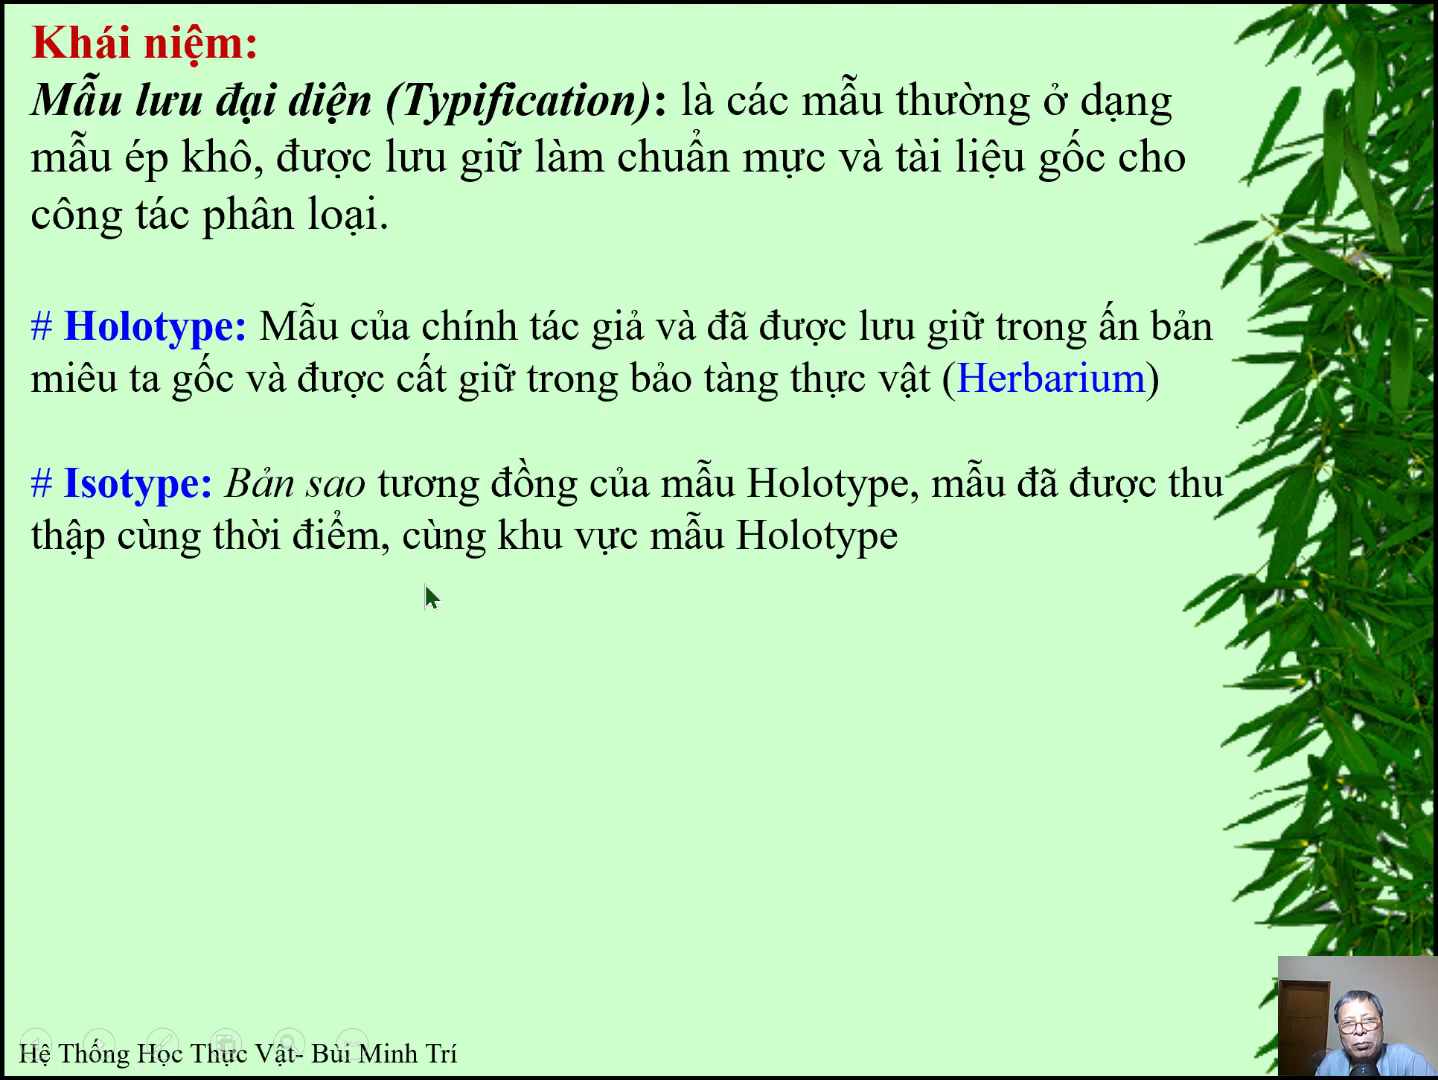 Khái niệm:
Mẫu lưu đại diện (Typification): là các mẫu thường ở dạng
mẫu ép khô, được lưu giữ làm chuẩn mực và tài liệu gốc cho
công tác phân loại.
# Holotype: Mẫu của chính tác giả và đã được lưu giữ trong ấn bản
miêu ta gốc và được cất giữ trong bảo tàng thực vật (Herbarium)
# Isotype: Bản sao tương đồng của mẫu Holotype, mẫu đã được thu
thập cùng thời điểm, cùng khu vực mẫu Holotype
Hệ Thống Học Thực Vật- Bùi Minh Trí